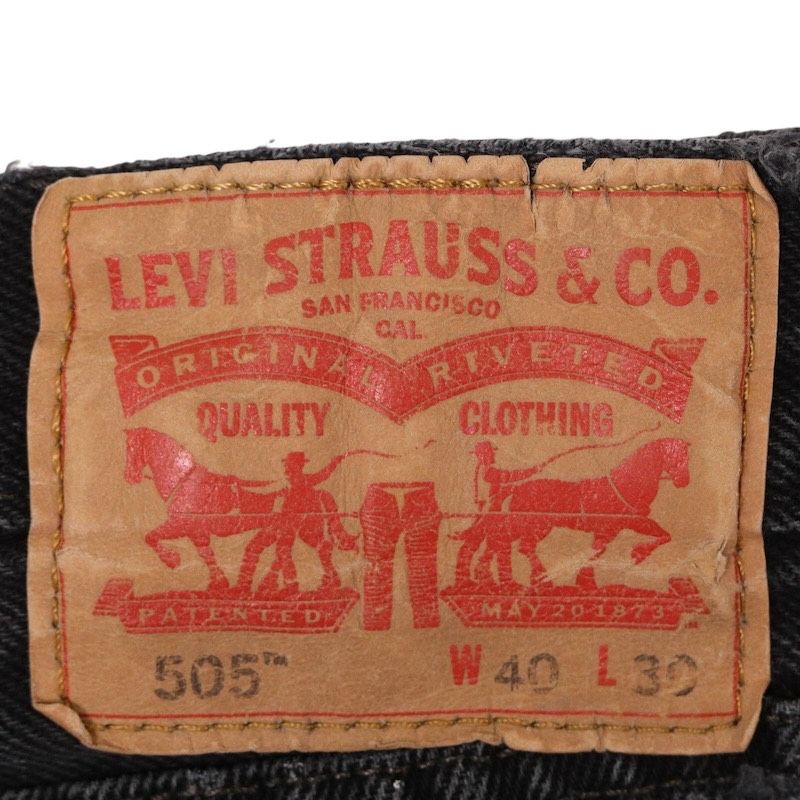 LEVI STRAUSS & CO.
SAN FRANCISCO
CAL.
ORIGINAL RIVETED
QUALITY CLOTHING
PATENTED MAY 20 1873
505™ W 40 L 30